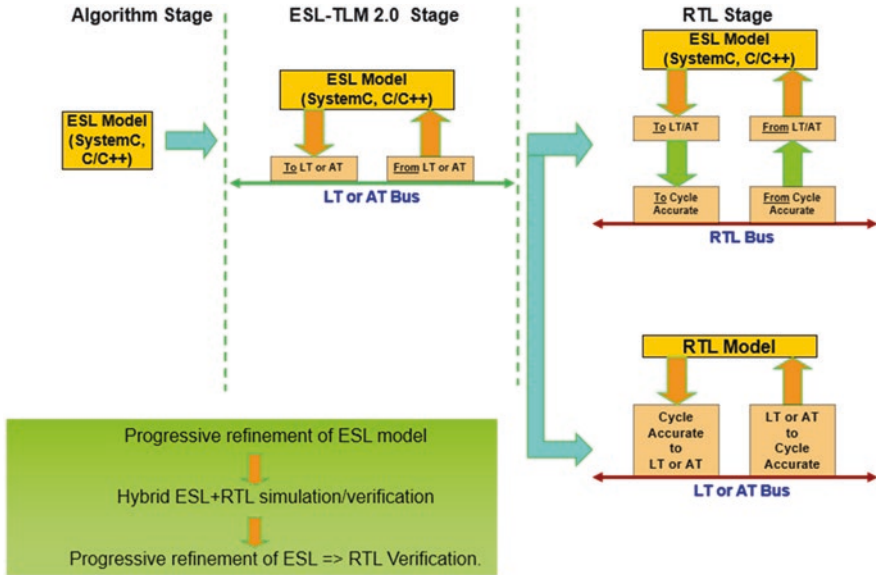 Algorithm Stage
ESL-TLM 2.0 Stage
RTL Stage
ESL Model
(SystemC,
C/C++)
ESL Model
(SystemC, C/C++)
To LT or AT
From LT or AT
LT or AT Bus
ESL Model
(SystemC, C/C++)
To LT/AT
From LT/AT
To Cycle
Accurate
From Cycle
Accurate
RTL Bus
RTL Model
Cycle
Accurate
to
LT or AT
LT or AT
to
Cycle
Accurate
LT or AT Bus
Progressive refinement of ESL model
Hybrid ESL+RTL simulation/verification
Progressive refinement of ESL => RTL Verification.